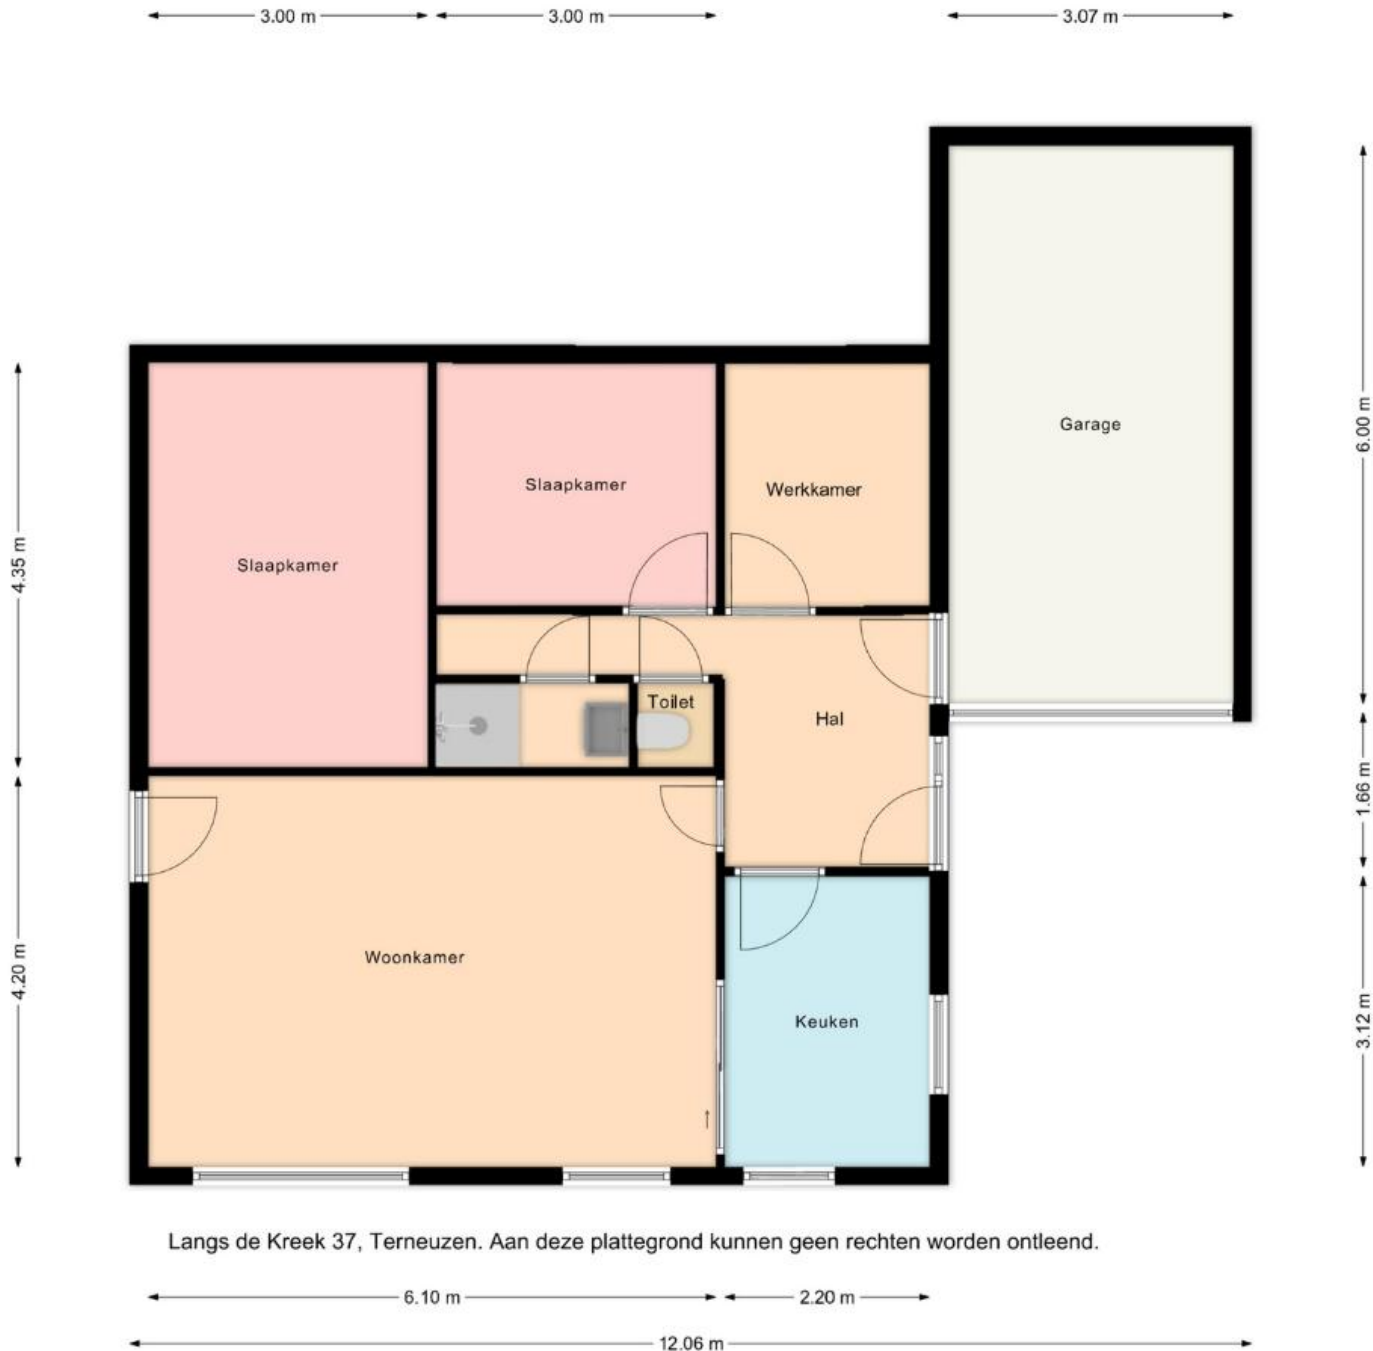 3.00 m
3.00 m
3.07 m
Garage
6.00 m
Slaapkamer
Werkkamer
4.35 m
Slaapkamer
Toilet
Hal
1.66 m
Woonkamer
4.20 m
Keuken
3.12 m
Langs de Kreek 37, Terneuzen. Aan deze plattegrond kunnen geen rechten worden ontleend.
6.10 m
2.20 m
12.06 m